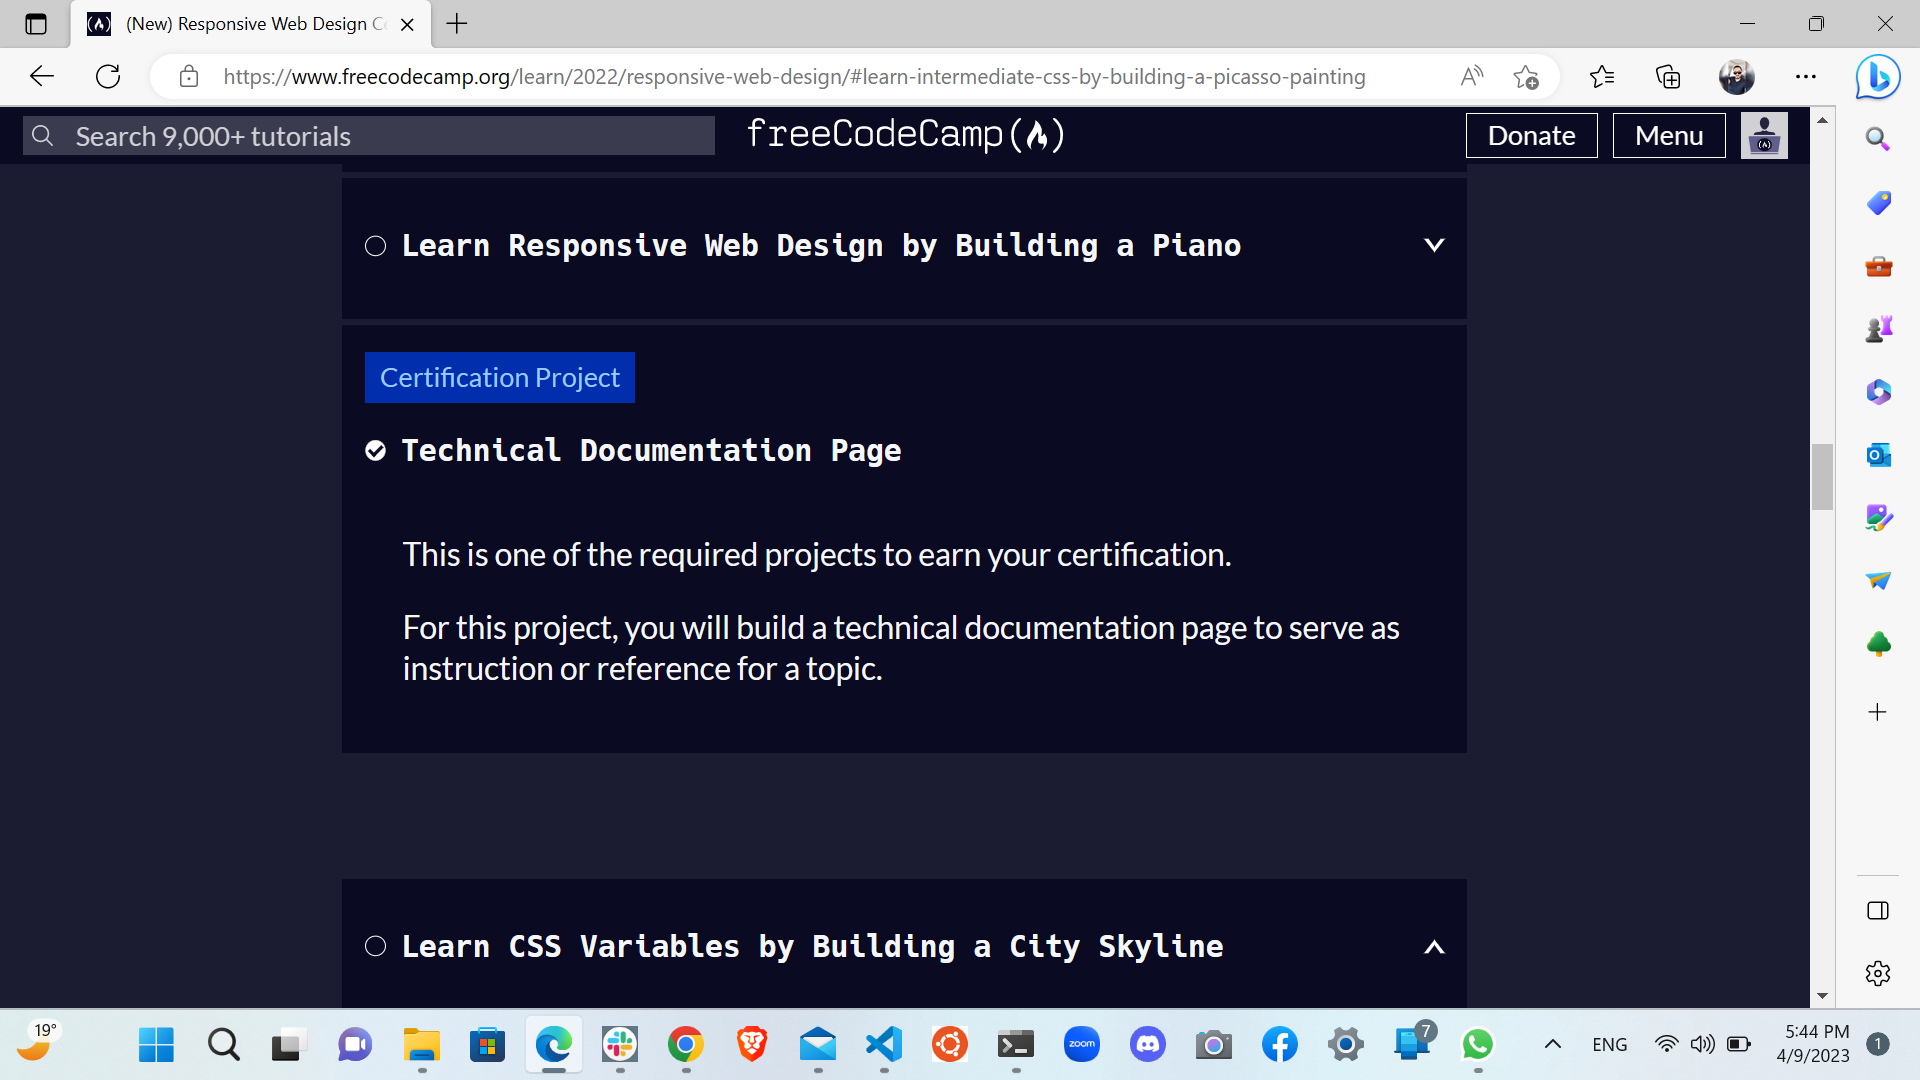 (New) Responsive Web Design C
https://www.freecodecamp.org/learn/2022/responsive-web-design/#learn-intermediate-css-by-building-a-picasso-painting
Search 9,000+ tutorials
freeCodeCamp(🔥)
Donate
Menu
Learn Responsive Web Design by Building a Piano
Certification Project
Technical Documentation Page
This is one of the required projects to earn your certification.
For this project, you will build a technical documentation page to serve as
instruction or reference for a topic.
Learn CSS Variables by Building a City Skyline
19°
zoom
7
ENG
5:44 PM
4/9/2023
1